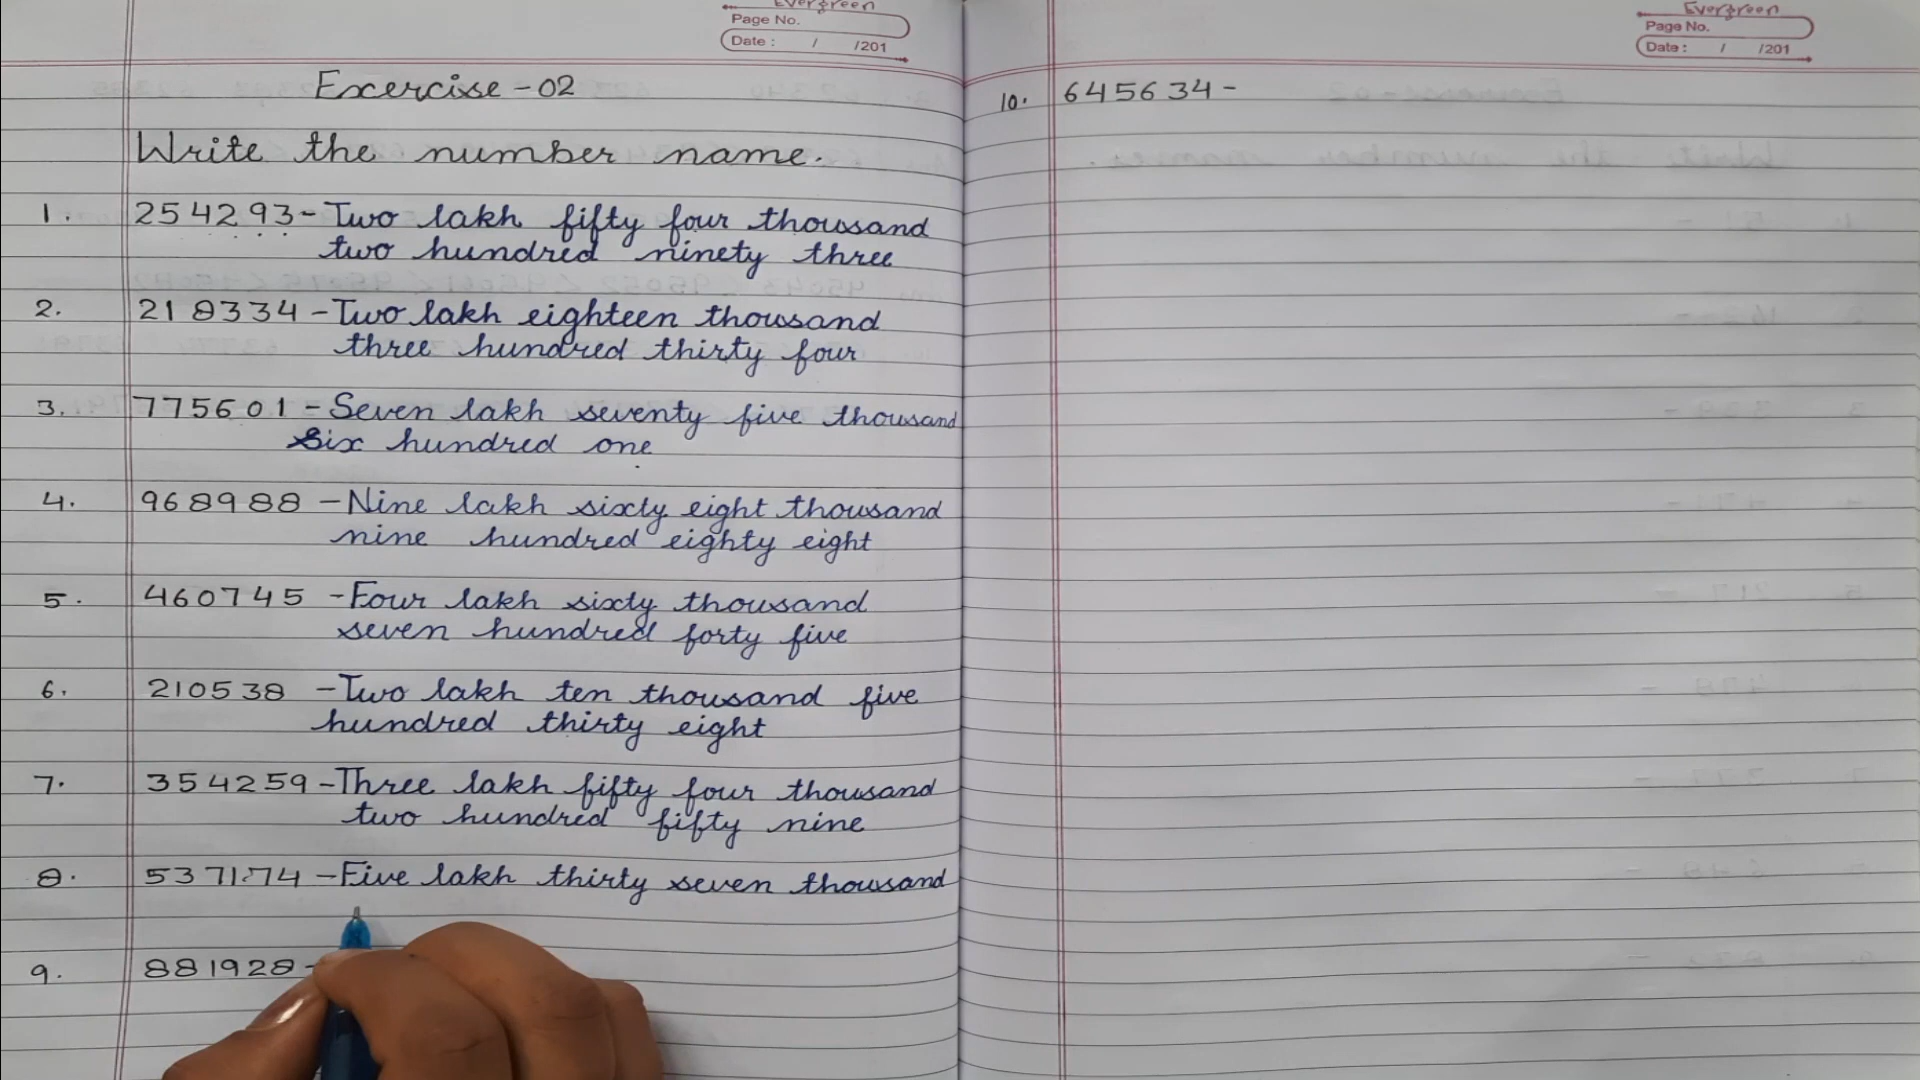 Evergreen
Page No.
Date : / /201
Excercise - 02
Write the number name.
1. 254293 - Two lakh fifty four thousand
two hundred ninety three
2. 218334 - Two lakh eighteen thousand
three hundred thirty four
3. 775601 - Seven lakh seventy five thousand
Six hundred one
4. 968988 - Nine lakh sixty eight thousand
nine hundred eighty eight
5. 460745 - Four lakh sixty thousand
seven hundred forty five
6. 210538 - Two lakh ten thousand five
hundred thirty eight
7. 354259 - Three lakh fifty four thousand
two hundred fifty nine
8. 537174 - Five lakh thirty seven thousand
9. 881928 -
Evergreen
Page No.
Date : / /201
10. 645634 -